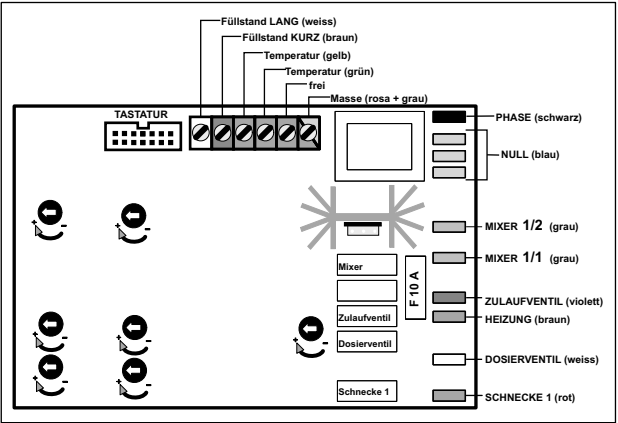 Füllstand LANG (weiss)
Füllstand KURZ (braun)
Temperatur (gelb)
Temperatur (grün)
frei
Masse (rosa + grau)
TASTATUR
PHASE (schwarz)
NULL (blau)
MIXER 1/2 (grau)
MIXER 1/1 (grau)
Mixer
F 10 A
ZULAUFVENTIL (violett)
Zulaufventil
HEIZUNG (braun)
Dosierventil
DOSIERVENTIL (weiss)
Schnecke 1
SCHNECKE 1 (rot)
+ -
+ -
+ -
+ -
+ -
+ -
+ -